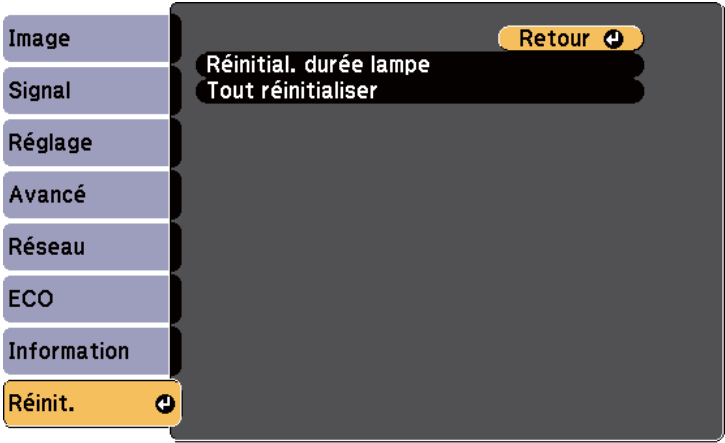 Image
Signal
Réglage
Avancé
Réseau
ECO
Information
Réinit.
Retour
Réinitial. durée lampe
Tout réinitialiser